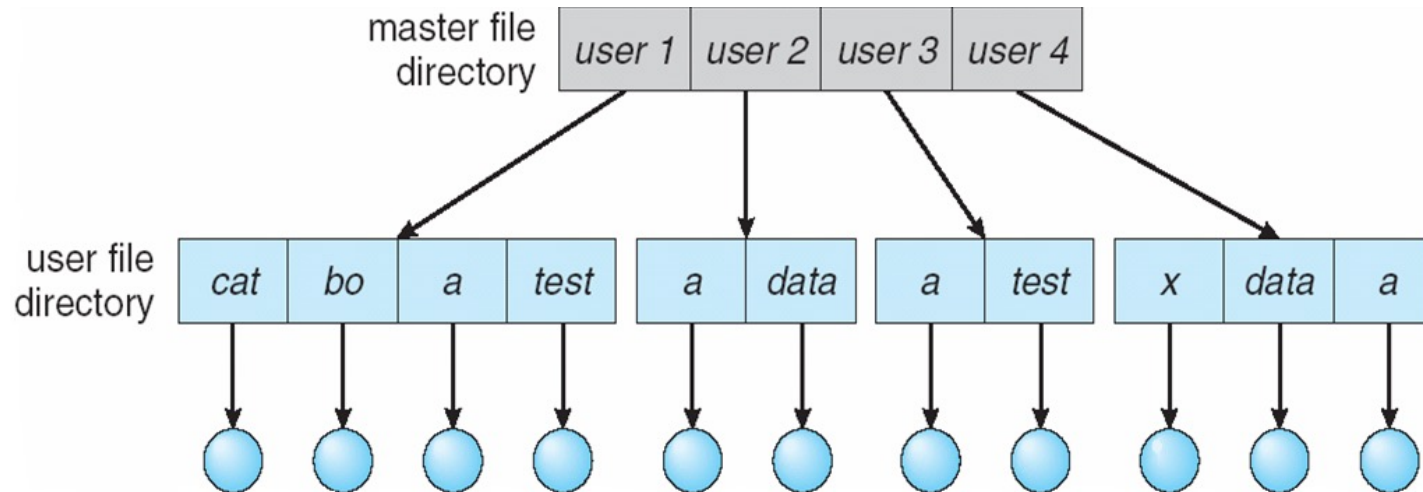 master file
directory
user 1 user 2 user 3 user 4
user file
directory
cat bo a test a data a test x data a